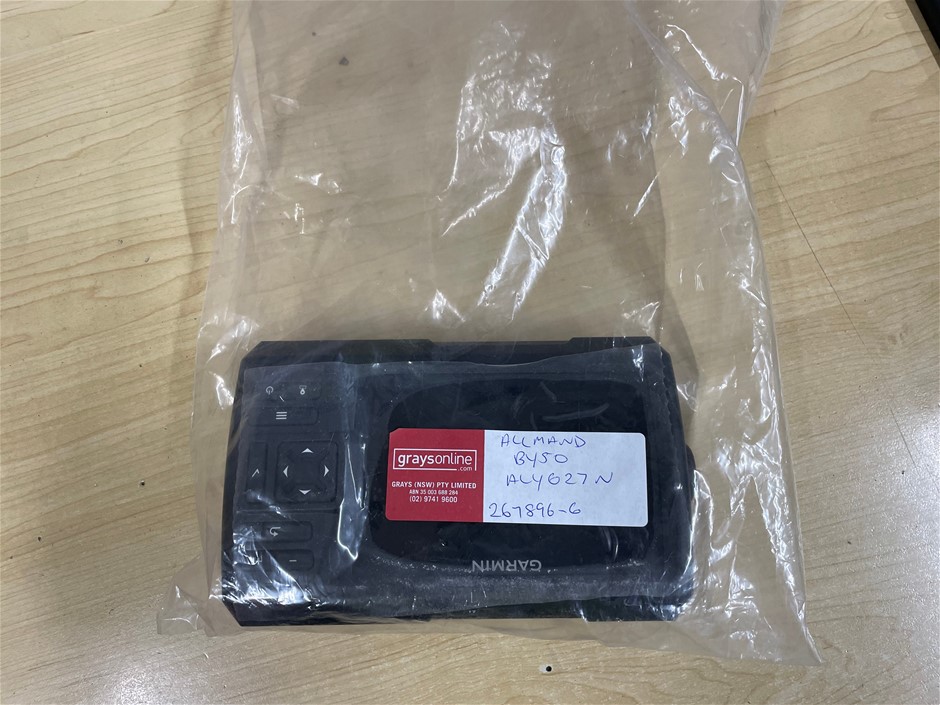 graysonline
.com
GRAYS (NSW) PTY LIMITED
ABN 35 003 688 284
(02) 9741 9600
ALLMAND
BY50
ALY627N
267896-6
GARMIN